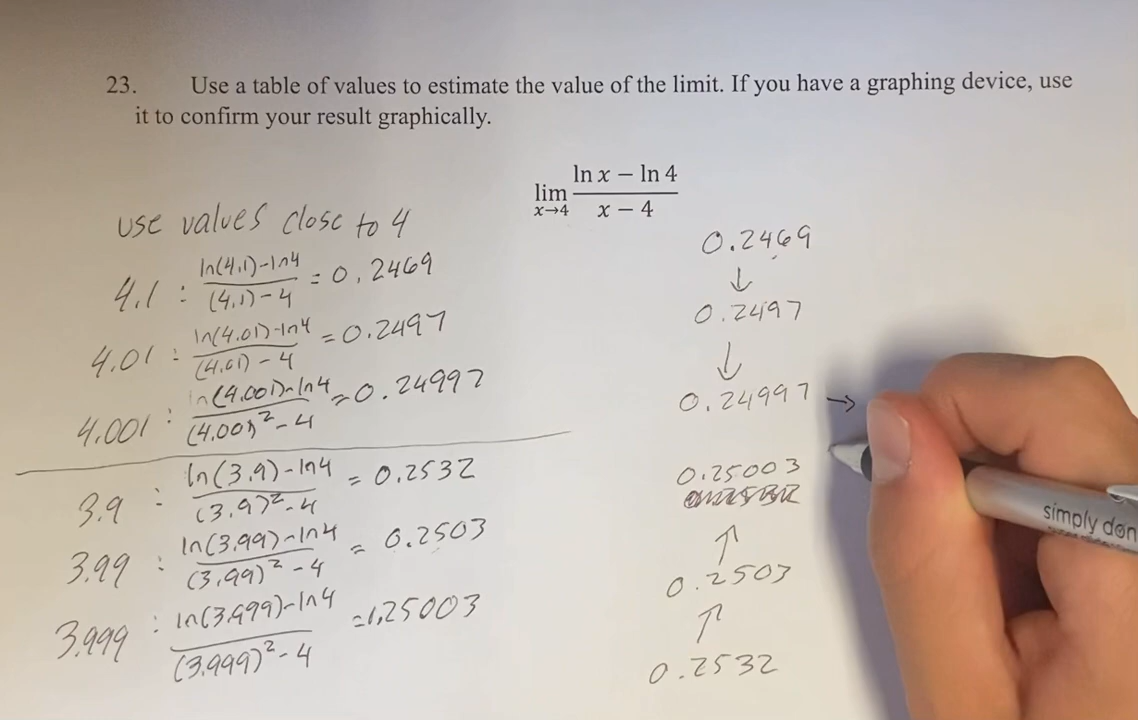 23. Use a table of values to estimate the value of the limit. If you have a graphing device, use
it to confirm your result graphically.
lim x→4 (ln x − ln 4)/(x − 4)
use values close to 4
4.1 : (ln(4.1)-ln4)/((4.1)-4) = 0.2469
4.01 : (ln(4.01)-ln4)/((4.01)-4) = 0.2497
4.001 : (ln(4.001)-ln4)/((4.001)²-4) = 0.24997
3.9 : (ln(3.9)-ln4)/((3.9)²-4) = 0.2532
3.99 : (ln(3.99)-ln4)/((3.99)²-4) = 0.2503
3.999 : (ln(3.999)-ln4)/((3.999)²-4) = 1.25003
0.2469
↓
0.2497
↓
0.24997 →
0.25003
↑
0.2503
↑
0.2532
simply don